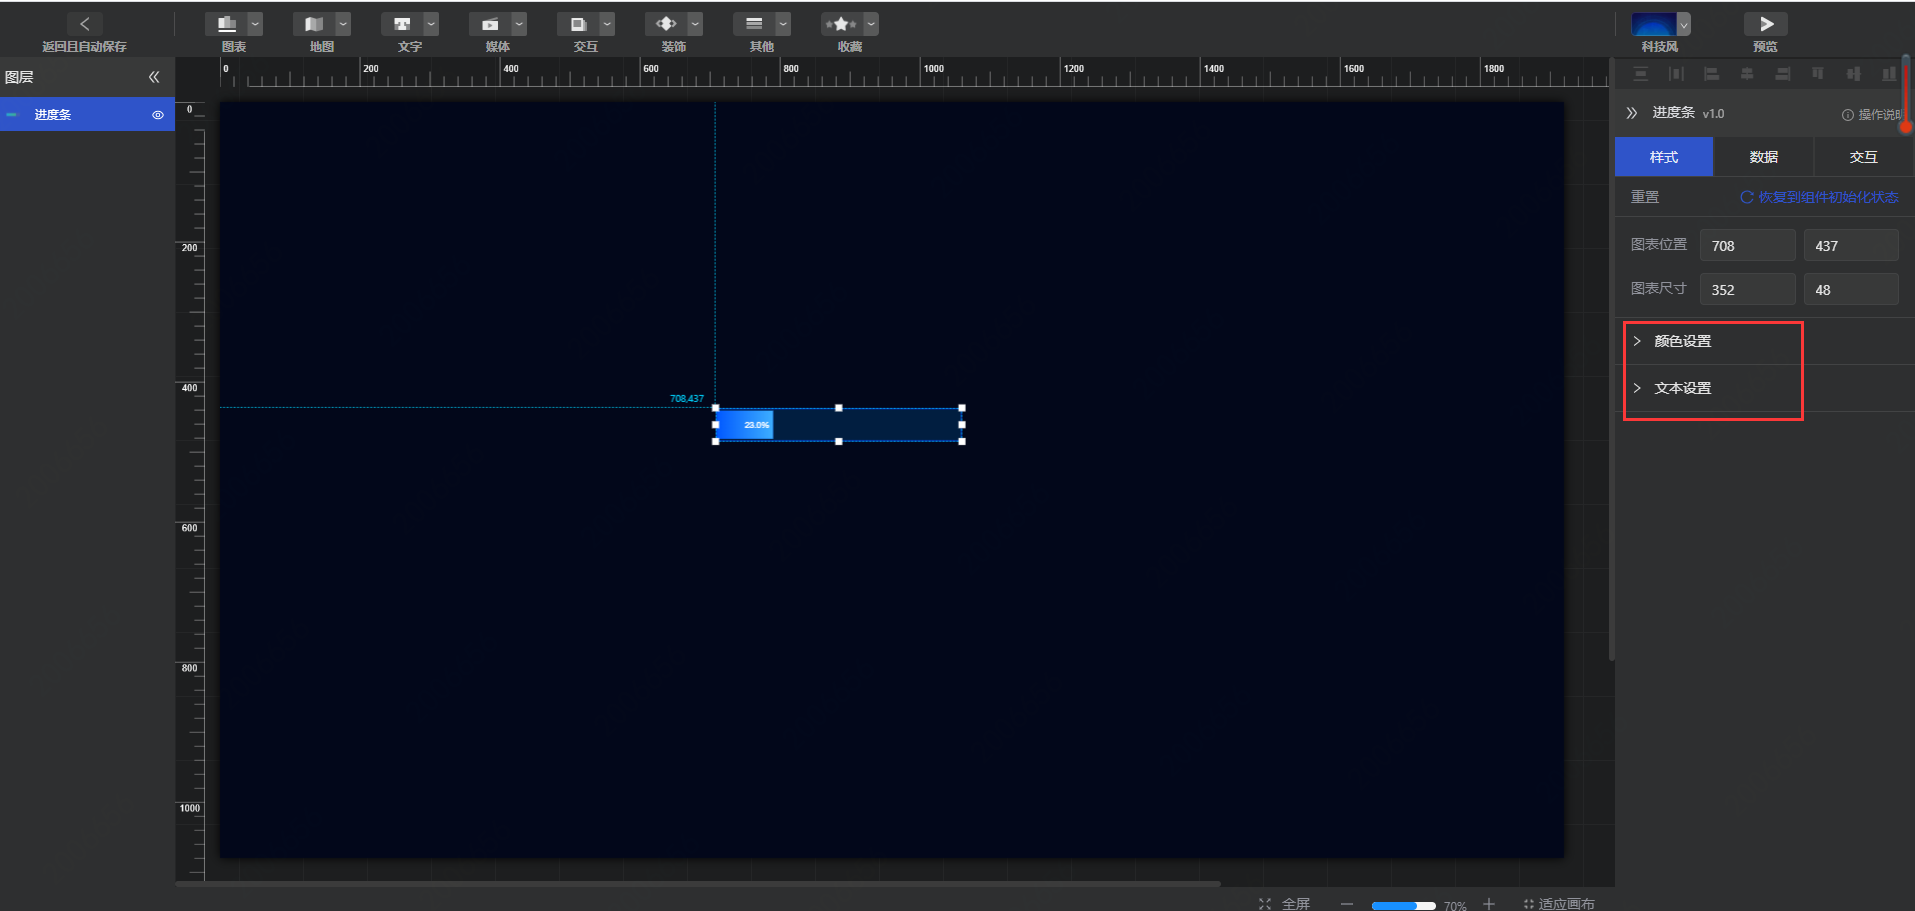 返回且自动保存
图表
地图
文字
媒体
交互
装饰
其他
收藏
科技风
预览
图层
进度条
0 200 400 600 800 1000 1200 1400 1600 1800
0
200
400
600
800
1000
708,437
23.0%
进度条 v1.0
操作说明
样式 数据 交互
重置 恢复到组件初始化状态
图表位置 708 437
图表尺寸 352 48
颜色设置
文本设置
全屏 70% 适应画布